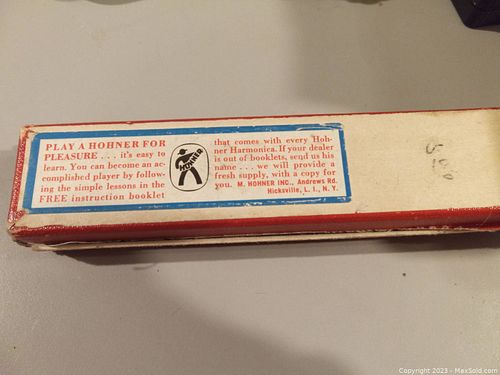 PLAY A HOHNER FOR
PLEASURE . . . it's easy to
learn. You can become an ac-
complished player by follow-
ing the simple lessons in the
FREE instruction booklet
HOHNER
that comes with every Hoh-
ner Harmonica. If your dealer
is out of booklets, send us his
name . . . we will provide a
fresh supply, with a copy for
you. M. HOHNER INC., Andrews Rd.
Hicksville, L. I., N. Y.
Copyright 2023 - MaxSold.com